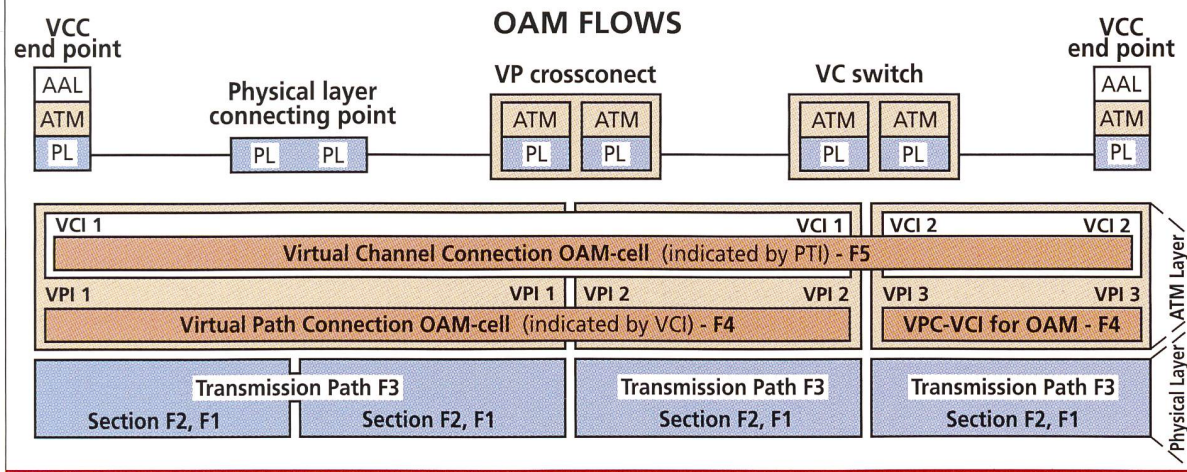 OAM FLOWS
VCC
end point
AAL
ATM
PL
Physical layer
connecting point
PL PL
VP crossconect
ATM ATM
PL PL
VC switch
ATM ATM
PL PL
VCC
end point
AAL
ATM
PL
VCI 1 VCI 1 VCI 2 VCI 2
Virtual Channel Connection OAM-cell (indicated by PTI) - F5
VPI 1 VPI 1 VPI 2 VPI 2 VPI 3 VPI 3
Virtual Path Connection OAM-cell (indicated by VCI) - F4 VPC-VCI for OAM - F4
Transmission Path F3 Transmission Path F3 Transmission Path F3
Section F2, F1 Section F2, F1 Section F2, F1 Section F2, F1
ATM Layer
Physical Layer